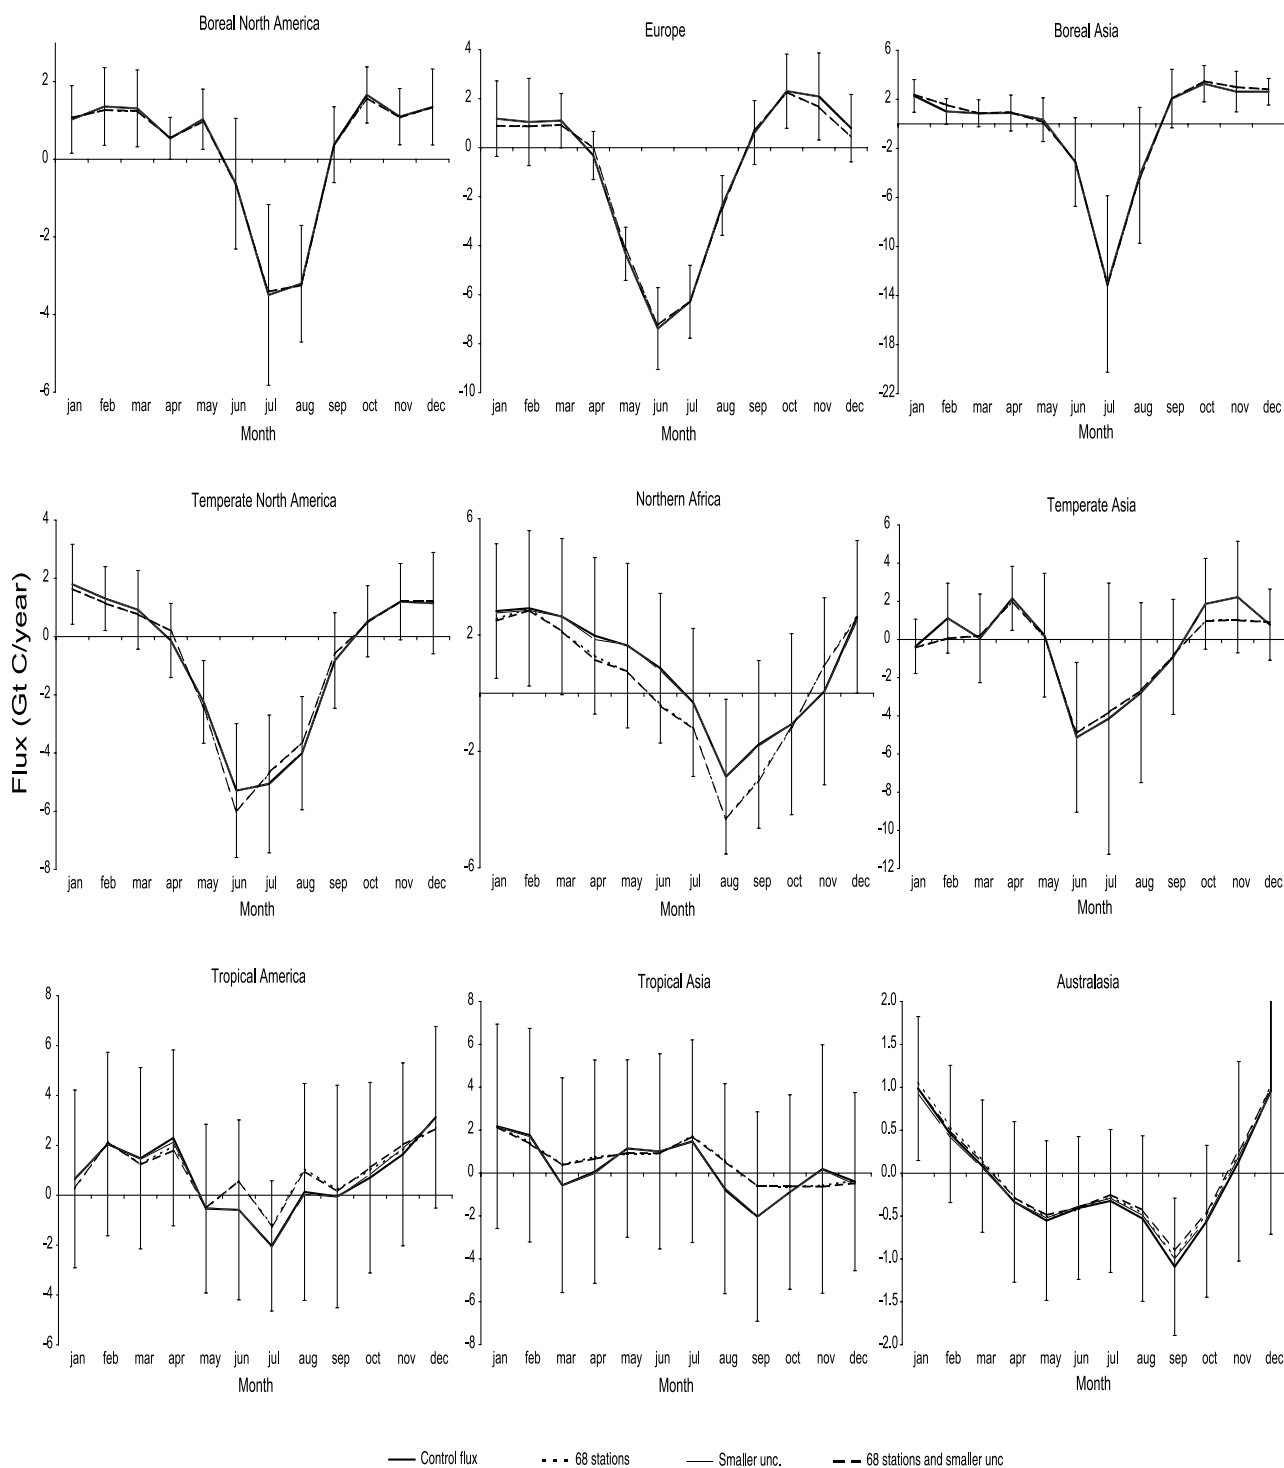 Boreal North America
2
0
-2
-4
-6
jan feb mar apr may jun jul aug sep oct nov dec
Month
Europe
4
2
0
-2
-4
-6
-8
-10
jan feb mar apr may jun jul aug sep oct nov dec
Month
Boreal Asia
6
2
-2
-6
-10
-14
-18
-22
jan feb mar apr may jun jul aug sep oct nov dec
Month
Flux (Gt C/year)
Temperate North America
4
2
0
-2
-4
-6
-8
jan feb mar apr may jun jul aug sep oct nov dec
Month
Northern Africa
6
2
-2
-6
jan feb mar apr may jun jul aug sep oct nov dec
Month
Temperate Asia
6
4
2
0
-2
-4
-6
-8
-10
-12
jan feb mar apr may jun jul aug sep oct nov dec
Month
Tropical America
8
6
4
2
0
-2
-4
-6
jan feb mar apr may jun jul aug sep oct nov dec
Month
Tropical Asia
8
6
4
2
0
-2
-4
-6
-8
jan feb mar apr may jun jul aug sep oct nov dec
Month
Australasia
2.0
1.5
1.0
0.5
0.0
-0.5
-1.0
-1.5
-2.0
jan feb mar apr may jun jul aug sep oct nov dec
Month
Control flux 68 stations Smaller unc. 68 stations and smaller unc